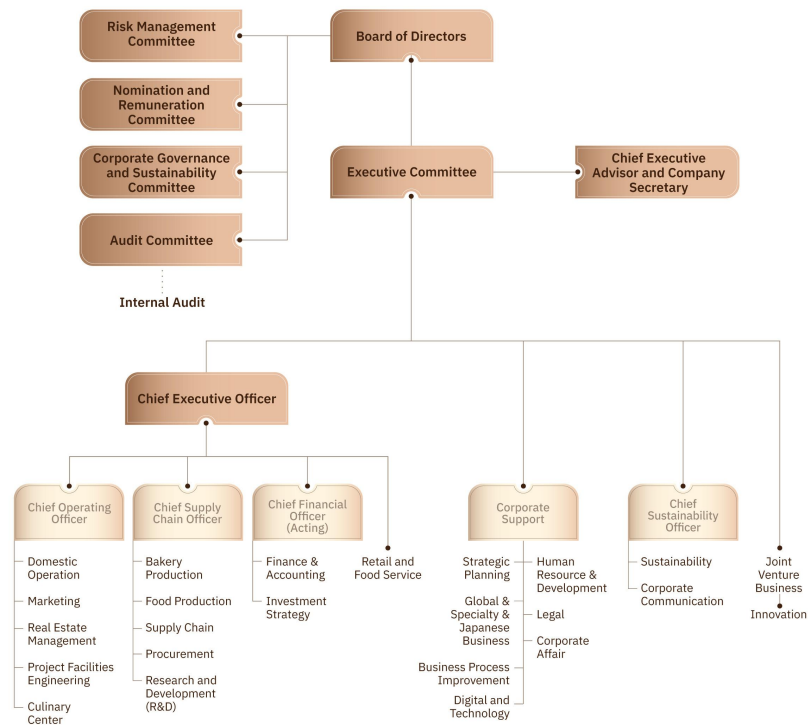 Risk Management
Committee
Board of Directors
Nomination and
Remuneration
Committee
Corporate Governance
and Sustainability
Committee
Executive Committee
Chief Executive
Advisor and Company
Secretary
Audit Committee
Internal Audit
Chief Executive Officer
Chief Operating
Officer
Chief Supply
Chain Officer
Chief Financial
Officer
(Acting)
Corporate
Support
Chief
Sustainability
Officer
Domestic
Operation
Marketing
Real Estate
Management
Project Facilities
Engineering
Culinary
Center
Bakery
Production
Food Production
Supply Chain
Procurement
Research and
Development
(R&D)
Finance &
Accounting
Investment
Strategy
Retail and
Food Service
Strategic
Planning
Global &
Specialty &
Japanese
Business
Business Process
Improvement
Digital and
Technology
Human
Resource &
Development
Legal
Corporate
Affair
Sustainability
Corporate
Communication
Joint
Venture
Business
Innovation